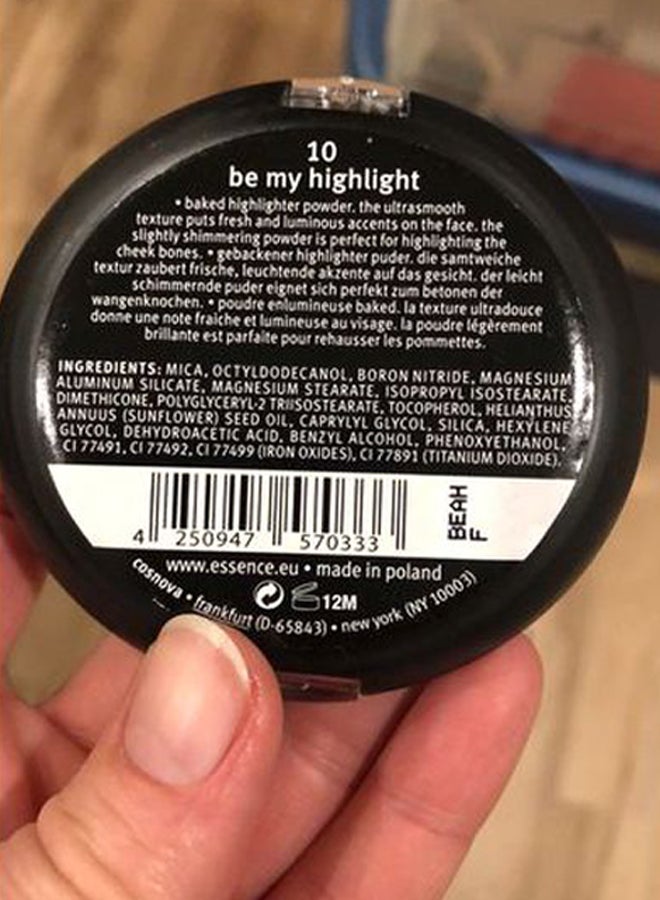 10
be my highlight
• baked highlighter powder. the ultrasmooth
texture puts fresh and luminous accents on the face. the
slightly shimmering powder is perfect for highlighting the
cheek bones. • gebackener highlighter puder. die samtweiche
textur zaubert frische, leuchtende akzente auf das gesicht. der leicht
schimmernde puder eignet sich perfekt zum betonen der
wangenknochen. • poudre enlumineuse baked. la texture ultradouce
donne une note fraîche et lumineuse au visage. la poudre légèrement
brillante est parfaite pour rehausser les pommettes.
INGREDIENTS: MICA, OCTYLDODECANOL, BORON NITRIDE, MAGNESIUM
ALUMINUM SILICATE, MAGNESIUM STEARATE, ISOPROPYL ISOSTEARATE,
DIMETHICONE, POLYGLYCERYL-2 TRIISOSTEARATE, TOCOPHEROL, HELIANTHUS
ANNUUS (SUNFLOWER) SEED OIL, CAPRYLYL GLYCOL, SILICA, HEXYLENE
GLYCOL, DEHYDROACETIC ACID, BENZYL ALCOHOL, PHENOXYETHANOL,
CI 77491, CI 77492, CI 77499 (IRON OXIDES), CI 77891 (TITANIUM DIOXIDE).
4 250947 570333
BEAH
F
www.essence.eu • made in poland
12M
cosnova • frankfurt (D-65843) • new york (NY 10003)